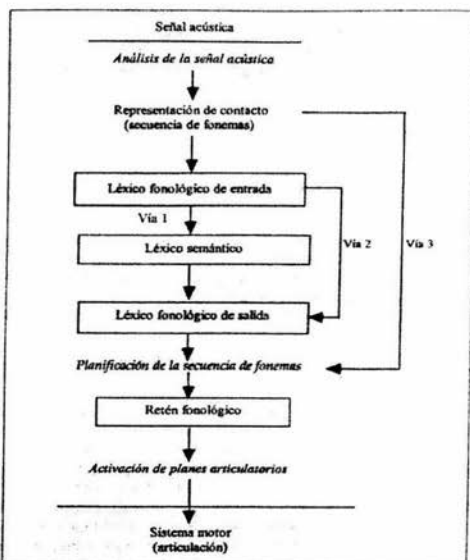 Señal acústica
Análisis de la señal acústica
Representación de contacto
(secuencia de fonemas)
Léxico fonológico de entrada
Vía 1
Léxico semántico
Vía 2
Vía 3
Léxico fonológico de salida
Planificación de la secuencia de fonemas
Retén fonológico
Activación de planes articulatorios
Sistema motor
(articulación)